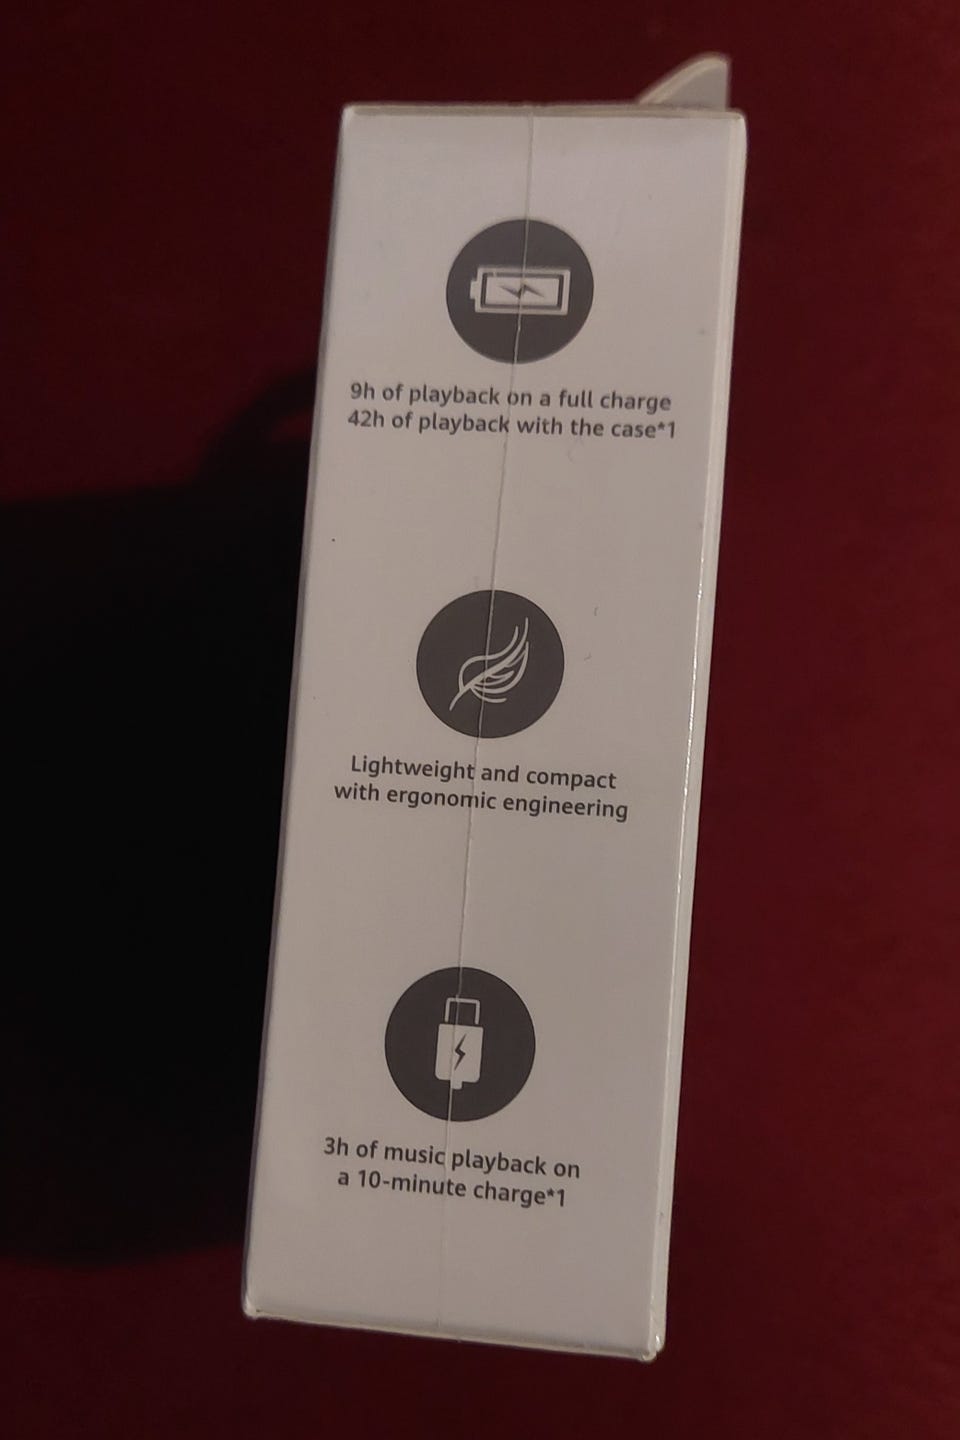 9h of playback on a full charge
42h of playback with the case*1
Lightweight and compact
with ergonomic engineering
3h of music playback on
a 10-minute charge*1